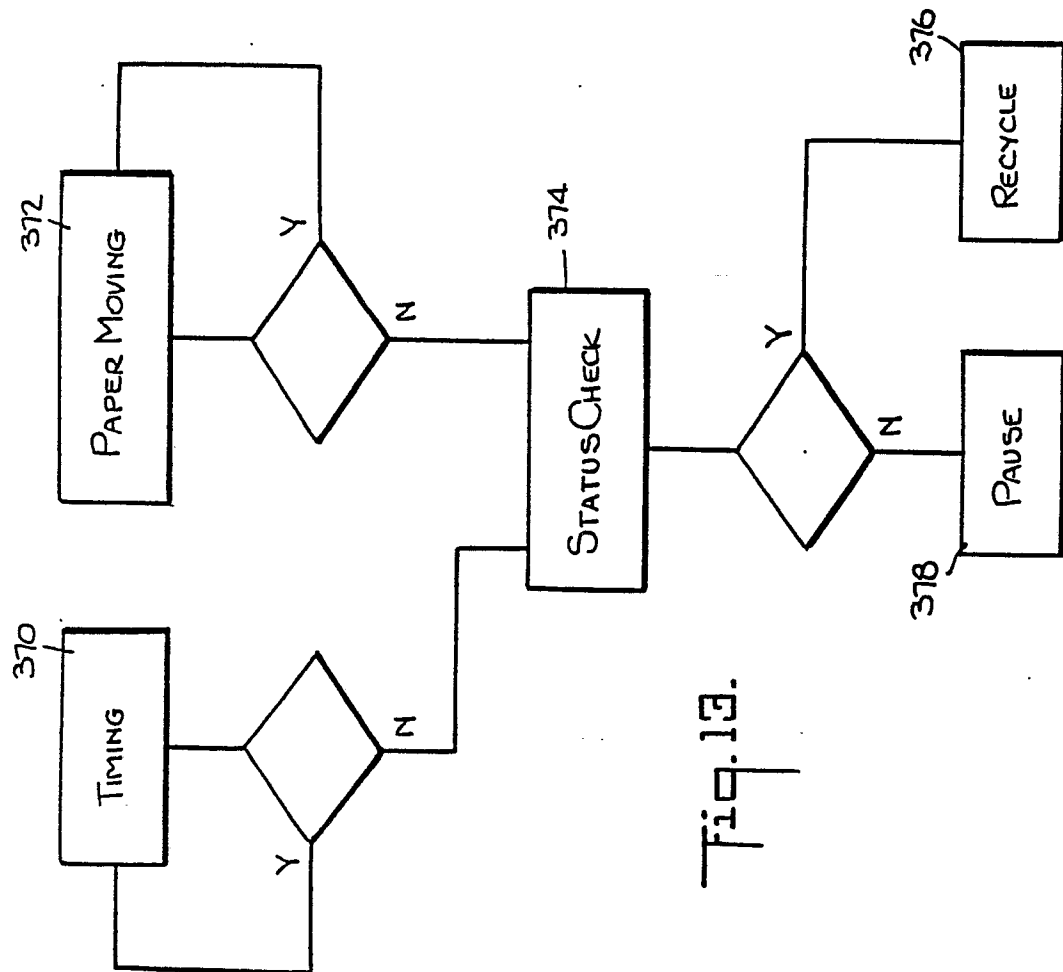 370
TIMING
Y
N
372
PAPER MOVING
Y
N
374
STATUS CHECK
Y
N
376
RECYCLE
378
PAUSE
Fig. 13.